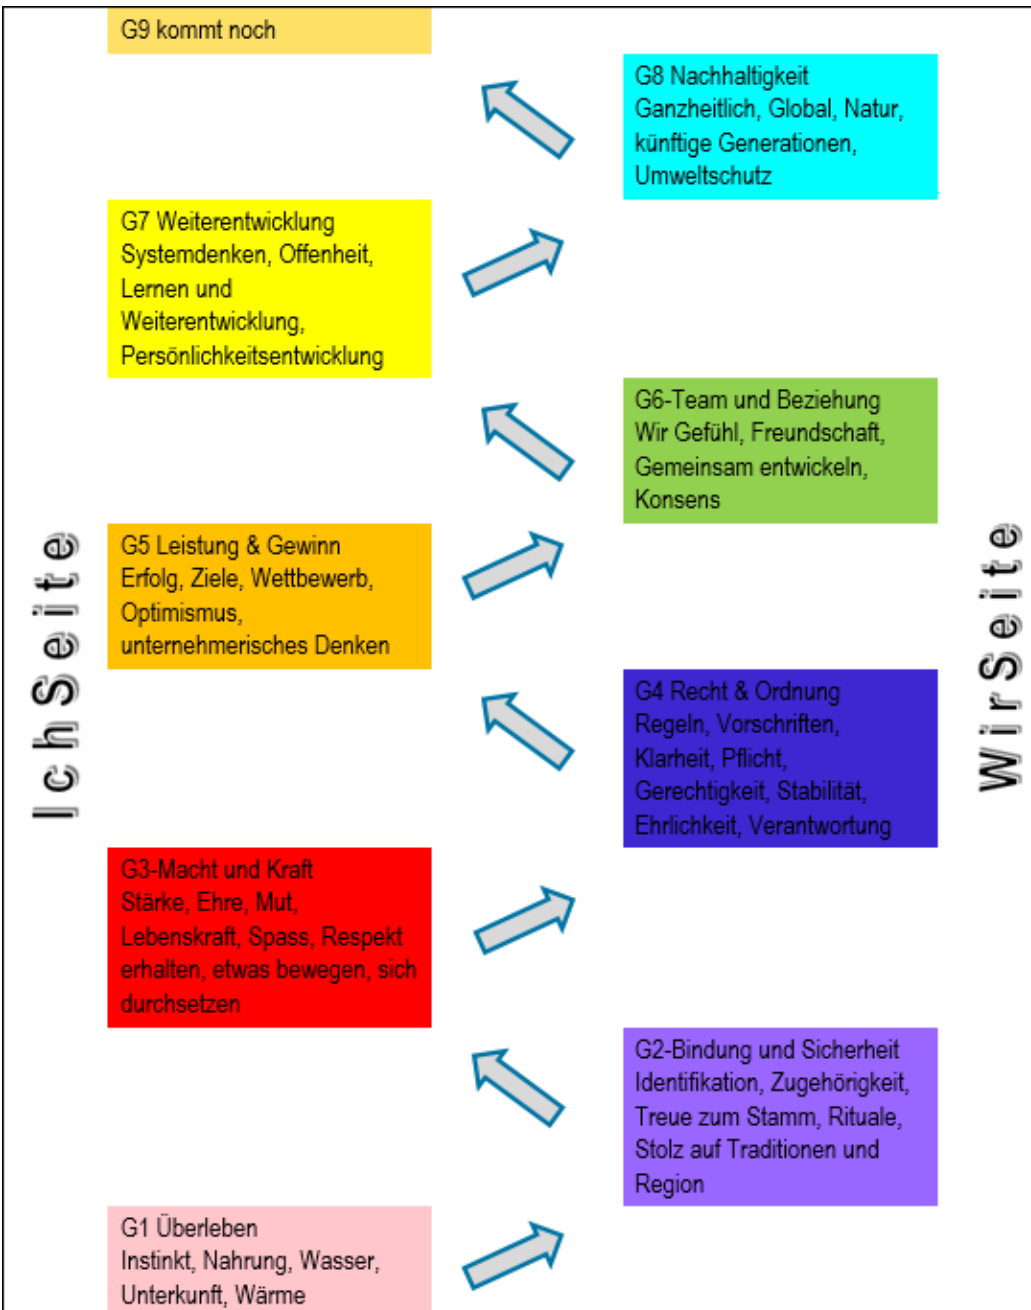 G9 kommt noch
G8 Nachhaltigkeit
Ganzheitlich, Global, Natur,
künftige Generationen,
Umweltschutz
G7 Weiterentwicklung
Systemdenken, Offenheit,
Lernen und
Weiterentwicklung,
Persönlichkeitsentwicklung
G6-Team und Beziehung
Wir Gefühl, Freundschaft,
Gemeinsam entwickeln,
Konsens
G5 Leistung & Gewinn
Erfolg, Ziele, Wettbewerb,
Optimismus,
unternehmerisches Denken
IchSeite
WirSeite
G4 Recht & Ordnung
Regeln, Vorschriften,
Klarheit, Pflicht,
Gerechtigkeit, Stabilität,
Ehrlichkeit, Verantwortung
G3-Macht und Kraft
Stärke, Ehre, Mut,
Lebenskraft, Spass, Respekt
erhalten, etwas bewegen, sich
durchsetzen
G2-Bindung und Sicherheit
Identifikation, Zugehörigkeit,
Treue zum Stamm, Rituale,
Stolz auf Traditionen und
Region
G1 Überleben
Instinkt, Nahrung, Wasser,
Unterkunft, Wärme